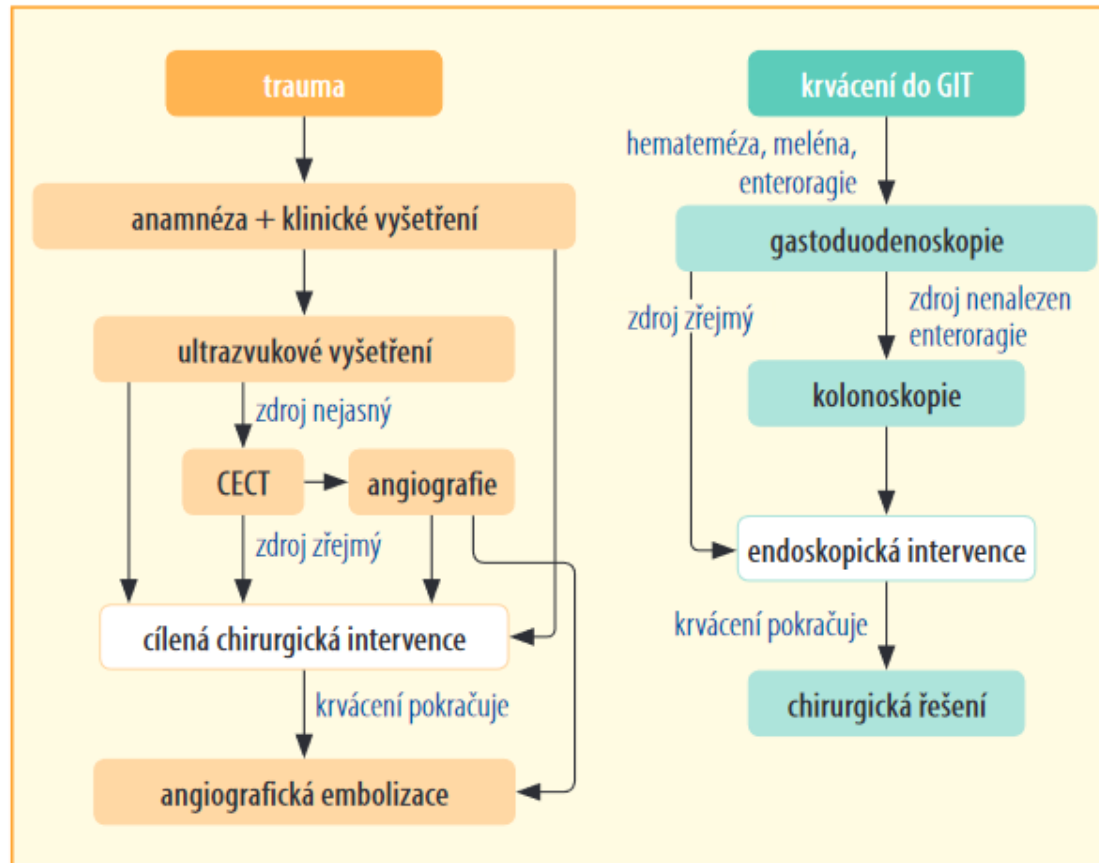 trauma
anamnéza + klinické vyšetření
ultrazvukové vyšetření
zdroj nejasný
CECT
angiografie
zdroj zřejmý
cílená chirurgická intervence
krvácení pokračuje
angiografická embolizace
krvácení do GIT
hemateméza, meléna,
enteroragie
gastoduodenoskopie
zdroj zřejmý
zdroj nenalezen
enteroragie
kolonoskopie
endoskopická intervence
krvácení pokračuje
chirurgická řešení